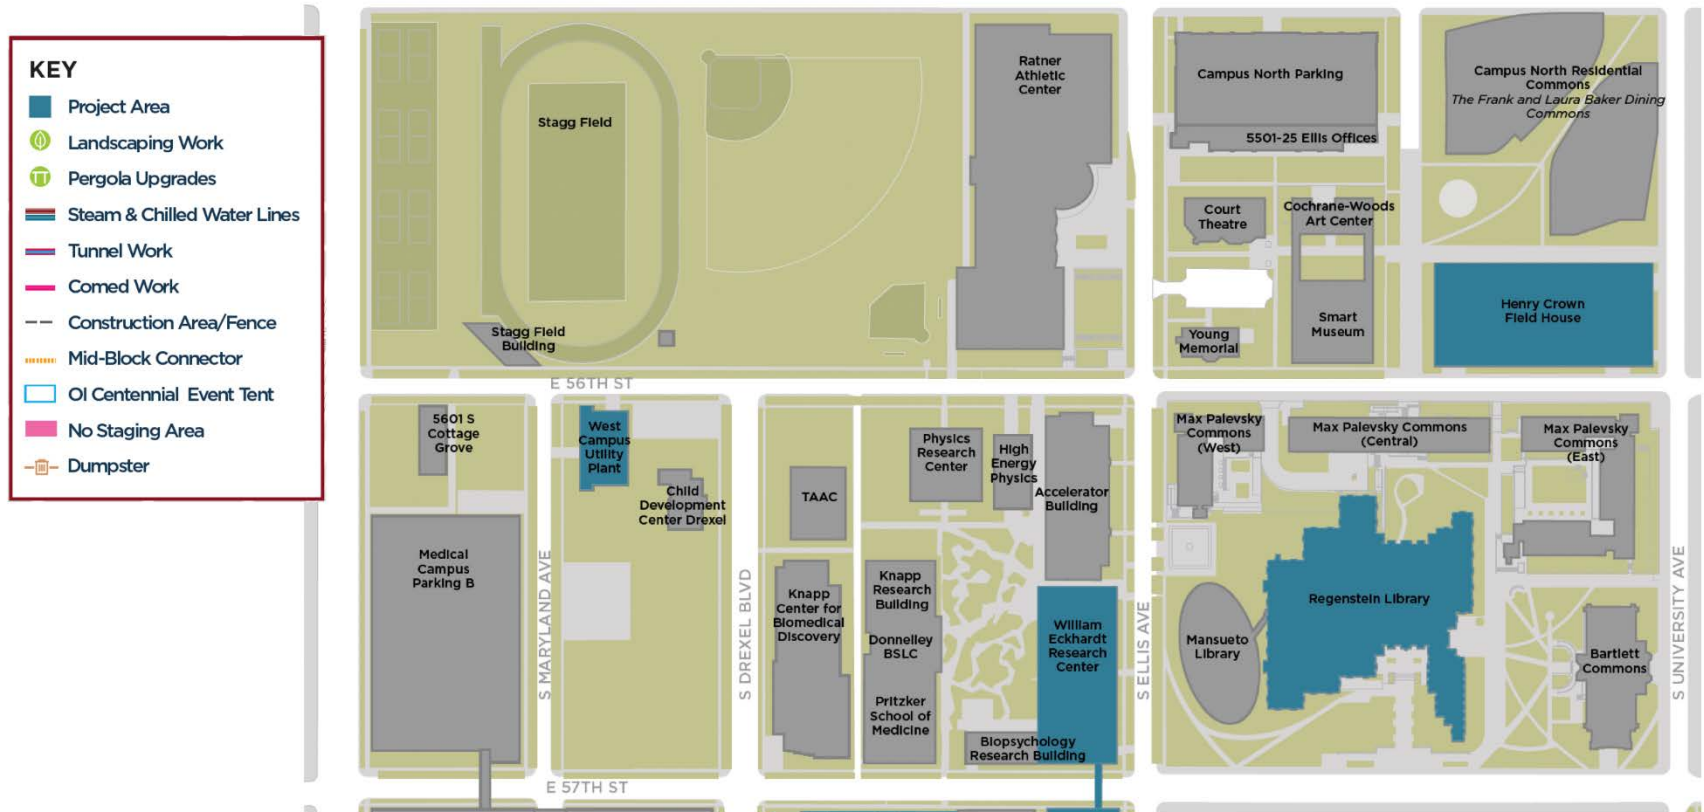 KEY
Project Area
Landscaping Work
Pergola Upgrades
Steam & Chilled Water Lines
Tunnel Work
Comed Work
Construction Area/Fence
Mid-Block Connector
OI Centennial Event Tent
No Staging Area
Dumpster
Stagg Field
Stagg Field
Building
Ratner
Athletic
Center
Campus North Parking
5501-25 Ellis Offices
Campus North Residential
Commons
The Frank and Laura Baker Dining
Commons
Court
Theatre
Cochrane-Woods
Art Center
Smart
Museum
Young
Memorial
Henry Crown
Field House
E 56TH ST
5601 S
Cottage
Grove
West
Campus
Utility
Plant
Child
Development
Center Drexel
Medical
Campus
Parking B
S MARYLAND AVE
S DREXEL BLVD
TAAC
Physics
Research
Center
High
Energy
Physics
Accelerator
Building
Knapp
Center for
Biomedical
Discovery
Knapp
Research
Building
Donnelley
BSLC
Pritzker
School of
Medicine
William
Eckhardt
Research
Center
Biopsychology
Research Building
S ELLIS AVE
Max Palevsky
Commons
(West)
Max Palevsky Commons
(Central)
Max Palevsky
Commons
(East)
Regenstein Library
Mansueto
Library
Bartlett
Commons
S UNIVERSITY AVE
E 57TH ST